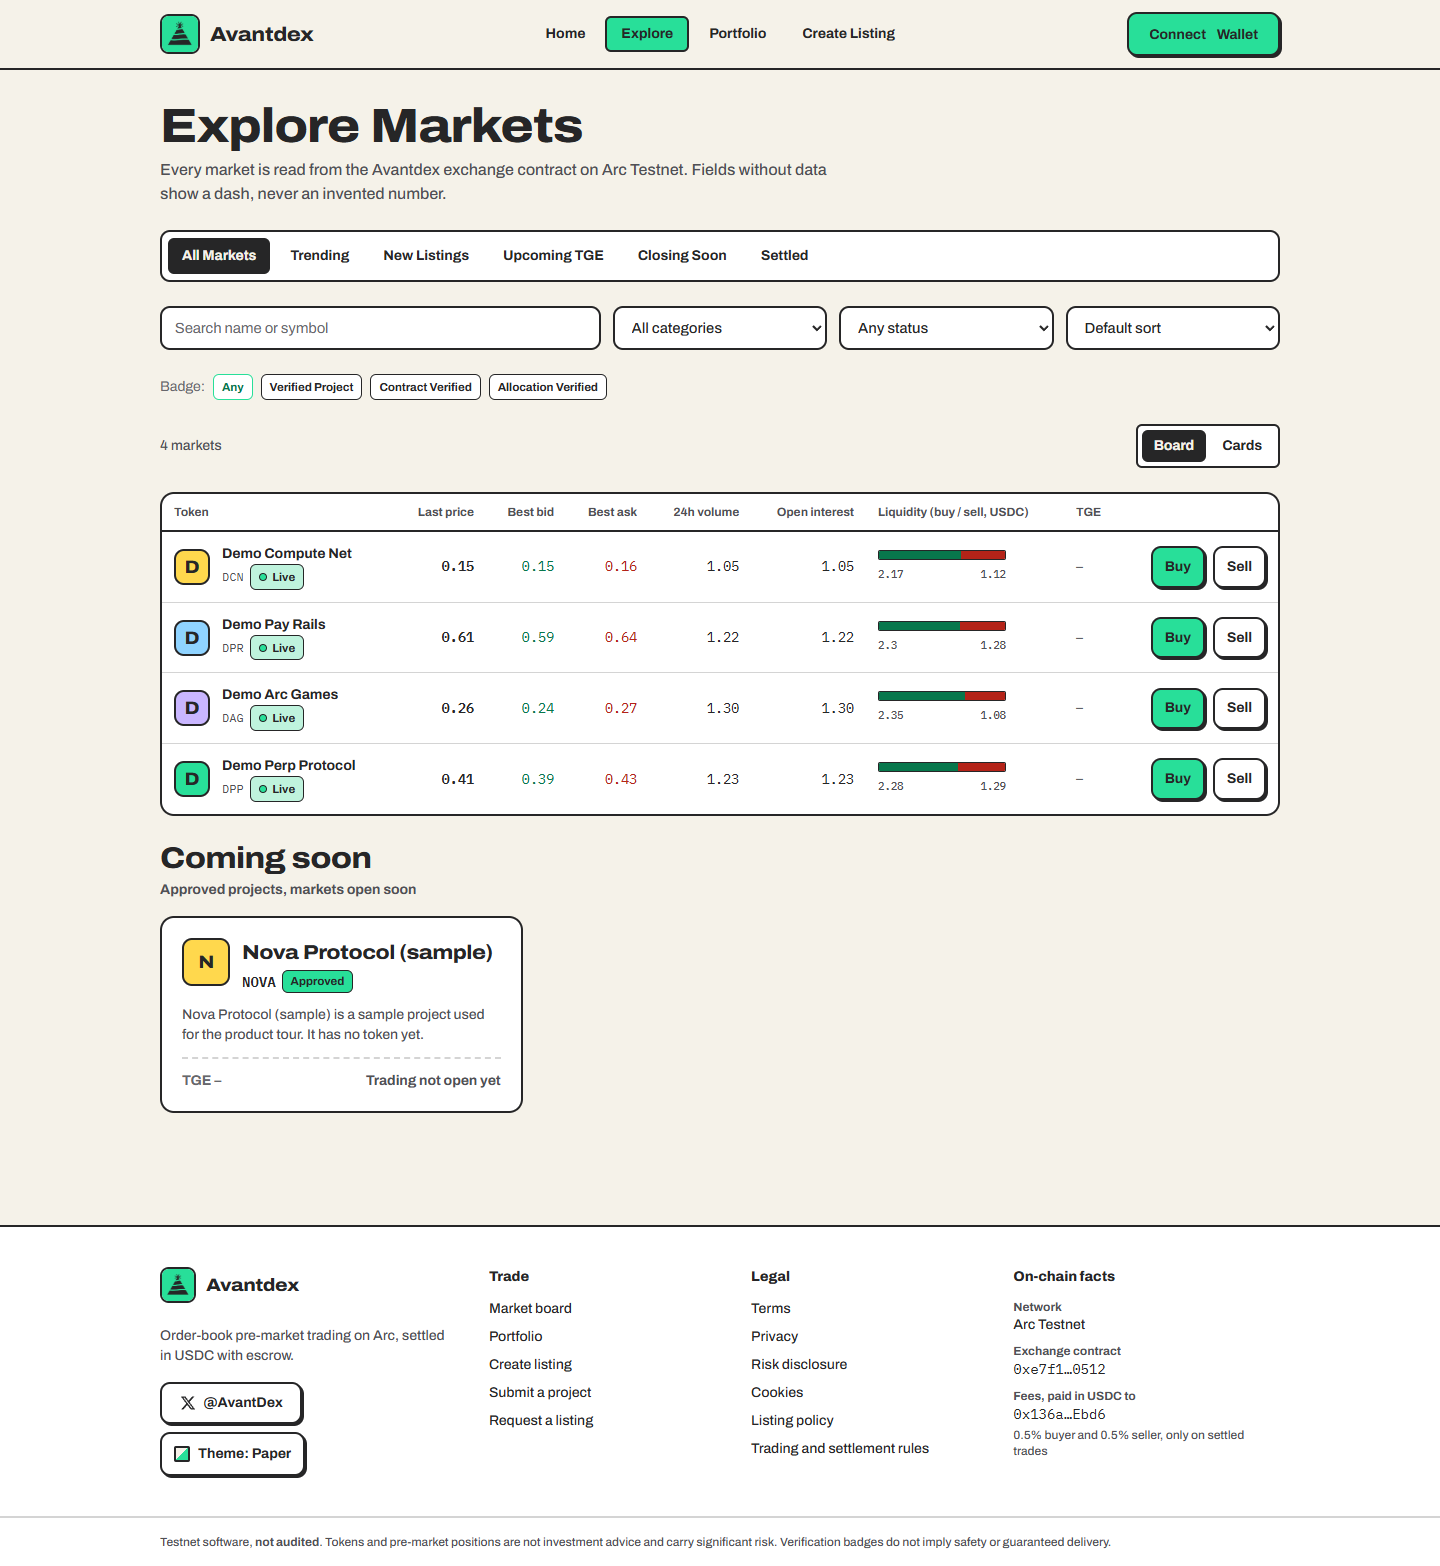 Avantdex
Home
Explore
Portfolio
Create Listing
Connect Wallet
Explore Markets
Every market is read from the Avantdex exchange contract on Arc Testnet. Fields without data
show a dash, never an invented number.
All Markets
Trending
New Listings
Upcoming TGE
Closing Soon
Settled
Search name or symbol
All categories
Any status
Default sort
Badge:
Any
Verified Project
Contract Verified
Allocation Verified
4 markets
Board
Cards
Token
Last price
Best bid
Best ask
24h volume
Open interest
Liquidity (buy / sell, USDC)
TGE
D
Demo Compute Net
DCN
Live
0.15
0.15
0.16
1.05
1.05
2.17
1.12
–
Buy
Sell
D
Demo Pay Rails
DPR
Live
0.61
0.59
0.64
1.22
1.22
2.3
1.28
–
Buy
Sell
D
Demo Arc Games
DAG
Live
0.26
0.24
0.27
1.30
1.30
2.35
1.08
–
Buy
Sell
D
Demo Perp Protocol
DPP
Live
0.41
0.39
0.43
1.23
1.23
2.28
1.29
–
Buy
Sell
Coming soon
Approved projects, markets open soon
N
Nova Protocol (sample)
NOVA
Approved
Nova Protocol (sample) is a sample project used
for the product tour. It has no token yet.
TGE –
Trading not open yet
Avantdex
Order-book pre-market trading on Arc, settled
in USDC with escrow.
@AvantDex
Theme: Paper
Trade
Market board
Portfolio
Create listing
Submit a project
Request a listing
Legal
Terms
Privacy
Risk disclosure
Cookies
Listing policy
Trading and settlement rules
On-chain facts
Network
Arc Testnet
Exchange contract
0xe7f1…0512
Fees, paid in USDC to
0x136a…Ebd6
0.5% buyer and 0.5% seller, only on settled
trades
Testnet software, not audited. Tokens and pre-market positions are not investment advice and carry significant risk. Verification badges do not imply safety or guaranteed delivery.